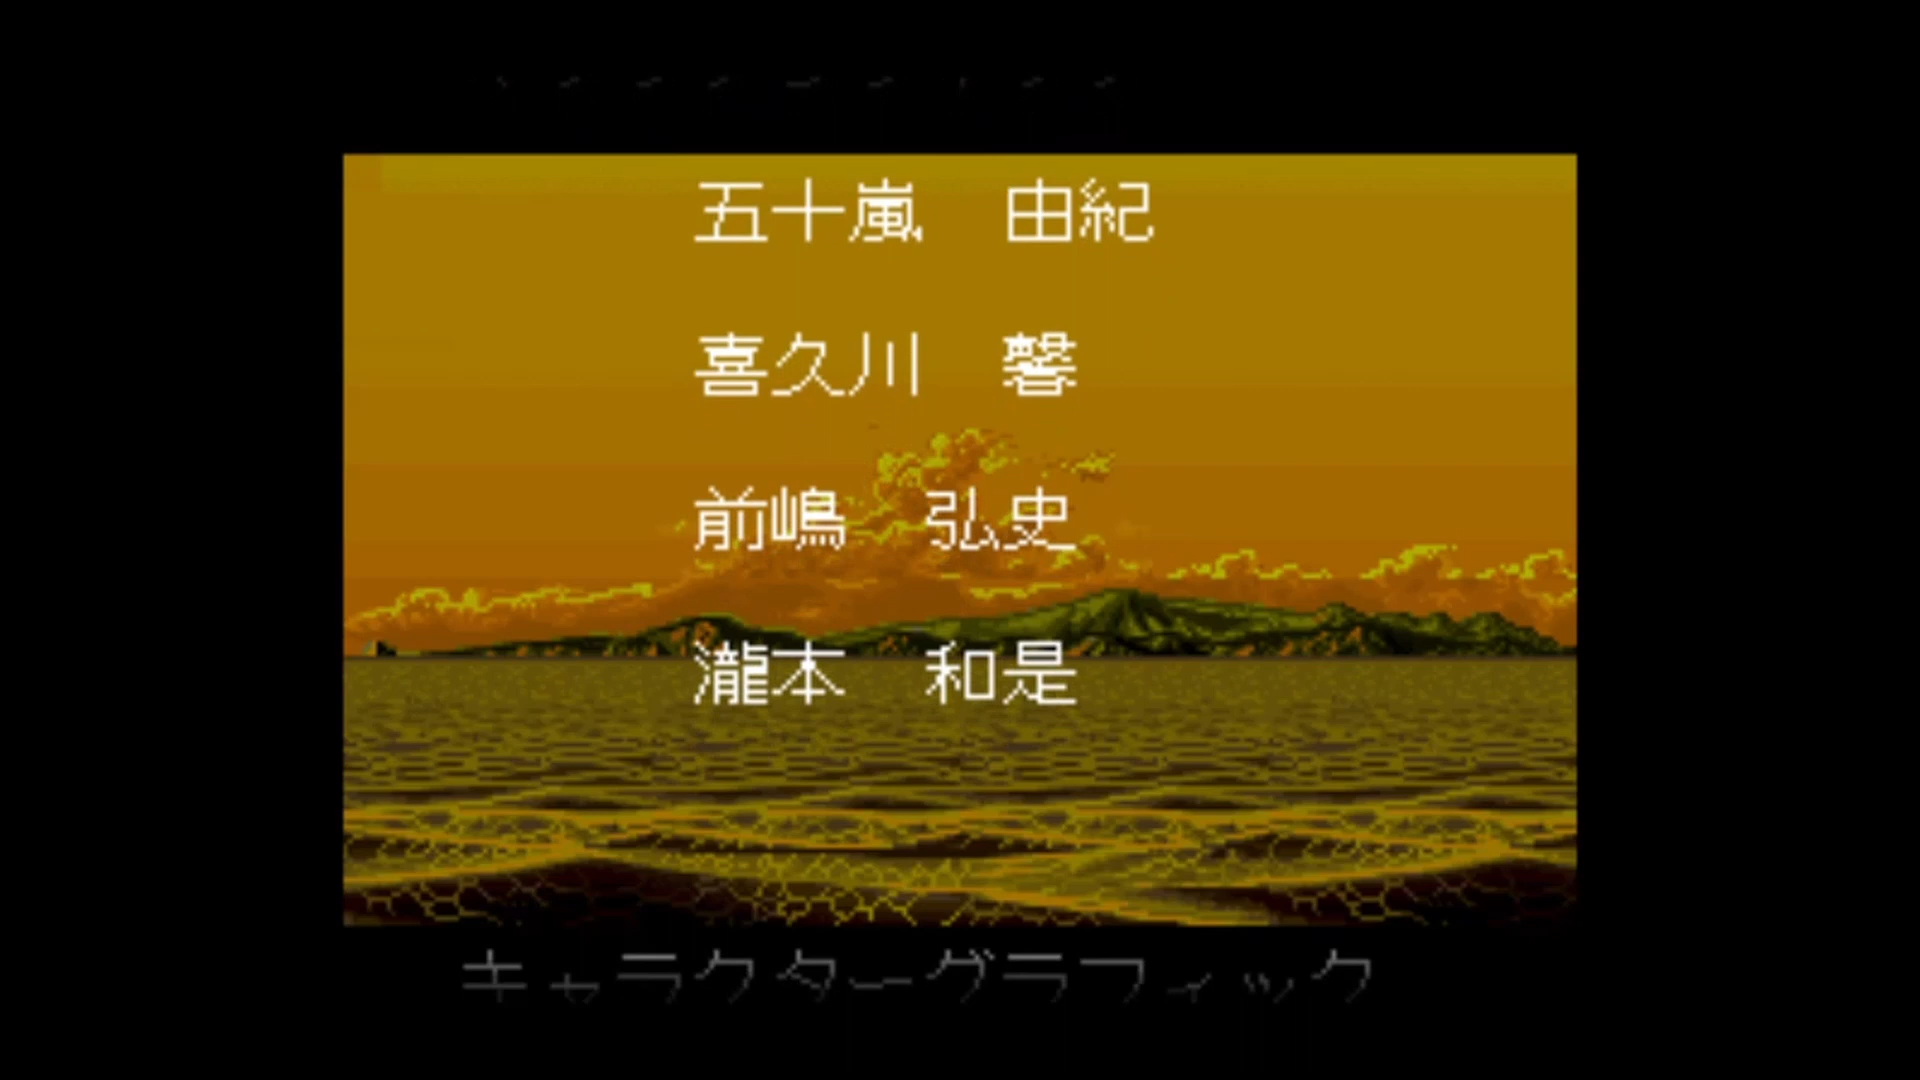 五十嵐　由紀
喜久川　馨
前嶋　弘史
瀧本　和是
キャラクターグラフィック